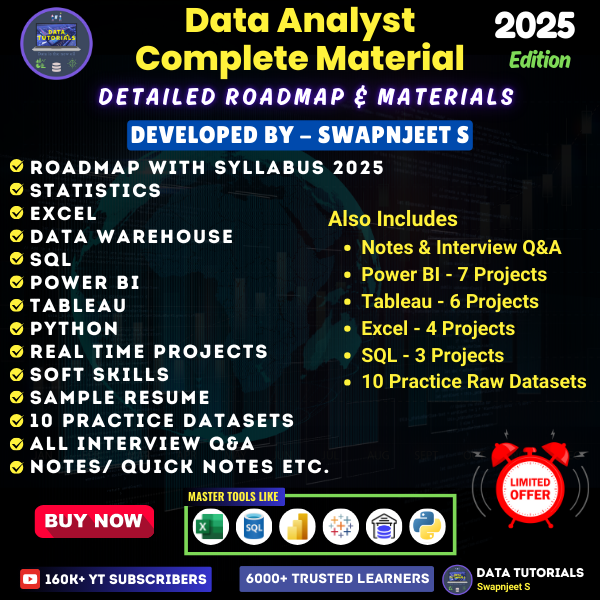 DATA
TUTORIALS
Data Analyst
Complete Material
2025
Edition
DETAILED ROADMAP & MATERIALS
DEVELOPED BY – SWAPNJEET S
ROADMAP WITH SYLLABUS 2025
STATISTICS
EXCEL
DATA WAREHOUSE
SQL
POWER BI
TABLEAU
PYTHON
REAL TIME PROJECTS
SOFT SKILLS
SAMPLE RESUME
10 PRACTICE DATASETS
ALL INTERVIEW Q&A
NOTES/ QUICK NOTES ETC.
Also Includes
Notes & Interview Q&A
Power BI - 7 Projects
Tableau - 6 Projects
Excel - 4 Projects
SQL - 3 Projects
10 Practice Raw Datasets
LIMITED
OFFER
MASTER TOOLS LIKE
BUY NOW
X
SQL
160K+ YT SUBSCRIBERS
6000+ TRUSTED LEARNERS
DATA TUTORIALS
Swapnjeet S